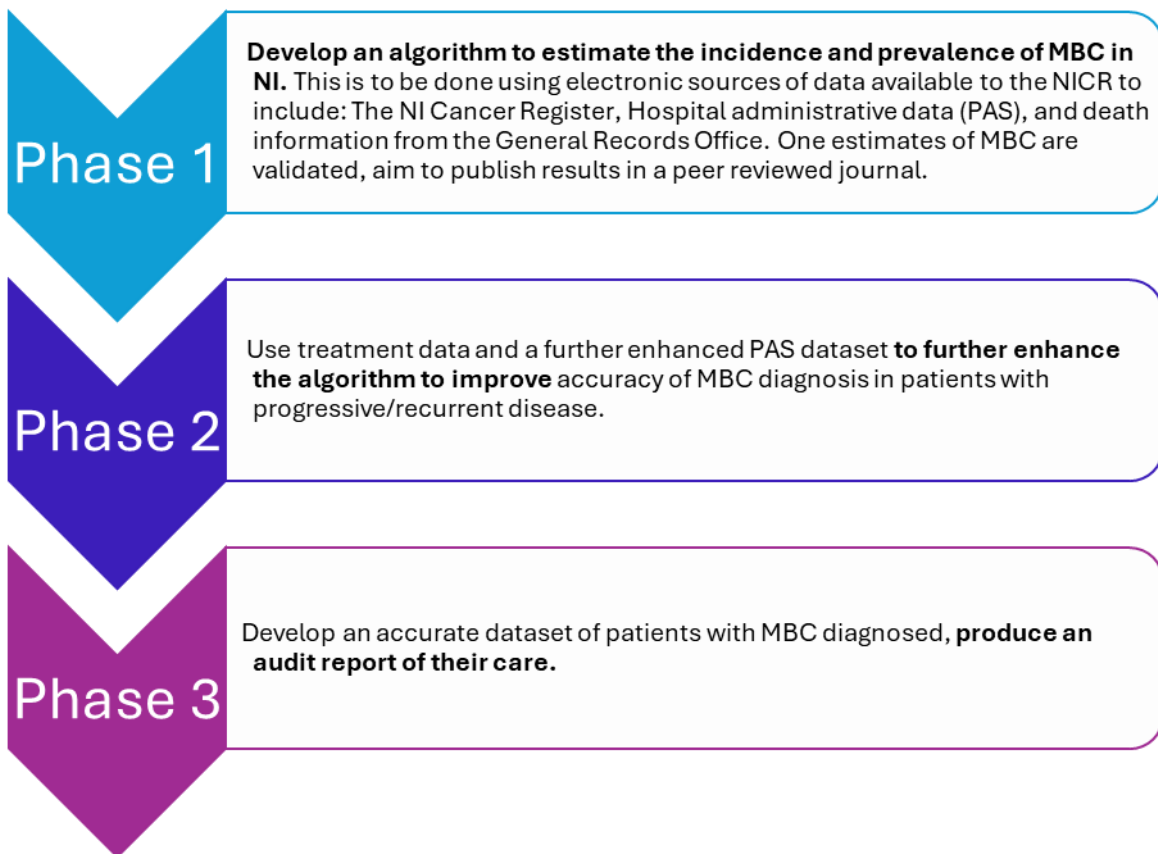 Phase 1
Develop an algorithm to estimate the incidence and prevalence of MBC in
NI. This is to be done using electronic sources of data available to the NICR to
include: The NI Cancer Register, Hospital administrative data (PAS), and death
information from the General Records Office. One estimates of MBC are
validated, aim to publish results in a peer reviewed journal.
Phase 2
Use treatment data and a further enhanced PAS dataset to further enhance
the algorithm to improve accuracy of MBC diagnosis in patients with
progressive/recurrent disease.
Phase 3
Develop an accurate dataset of patients with MBC diagnosed, produce an
audit report of their care.